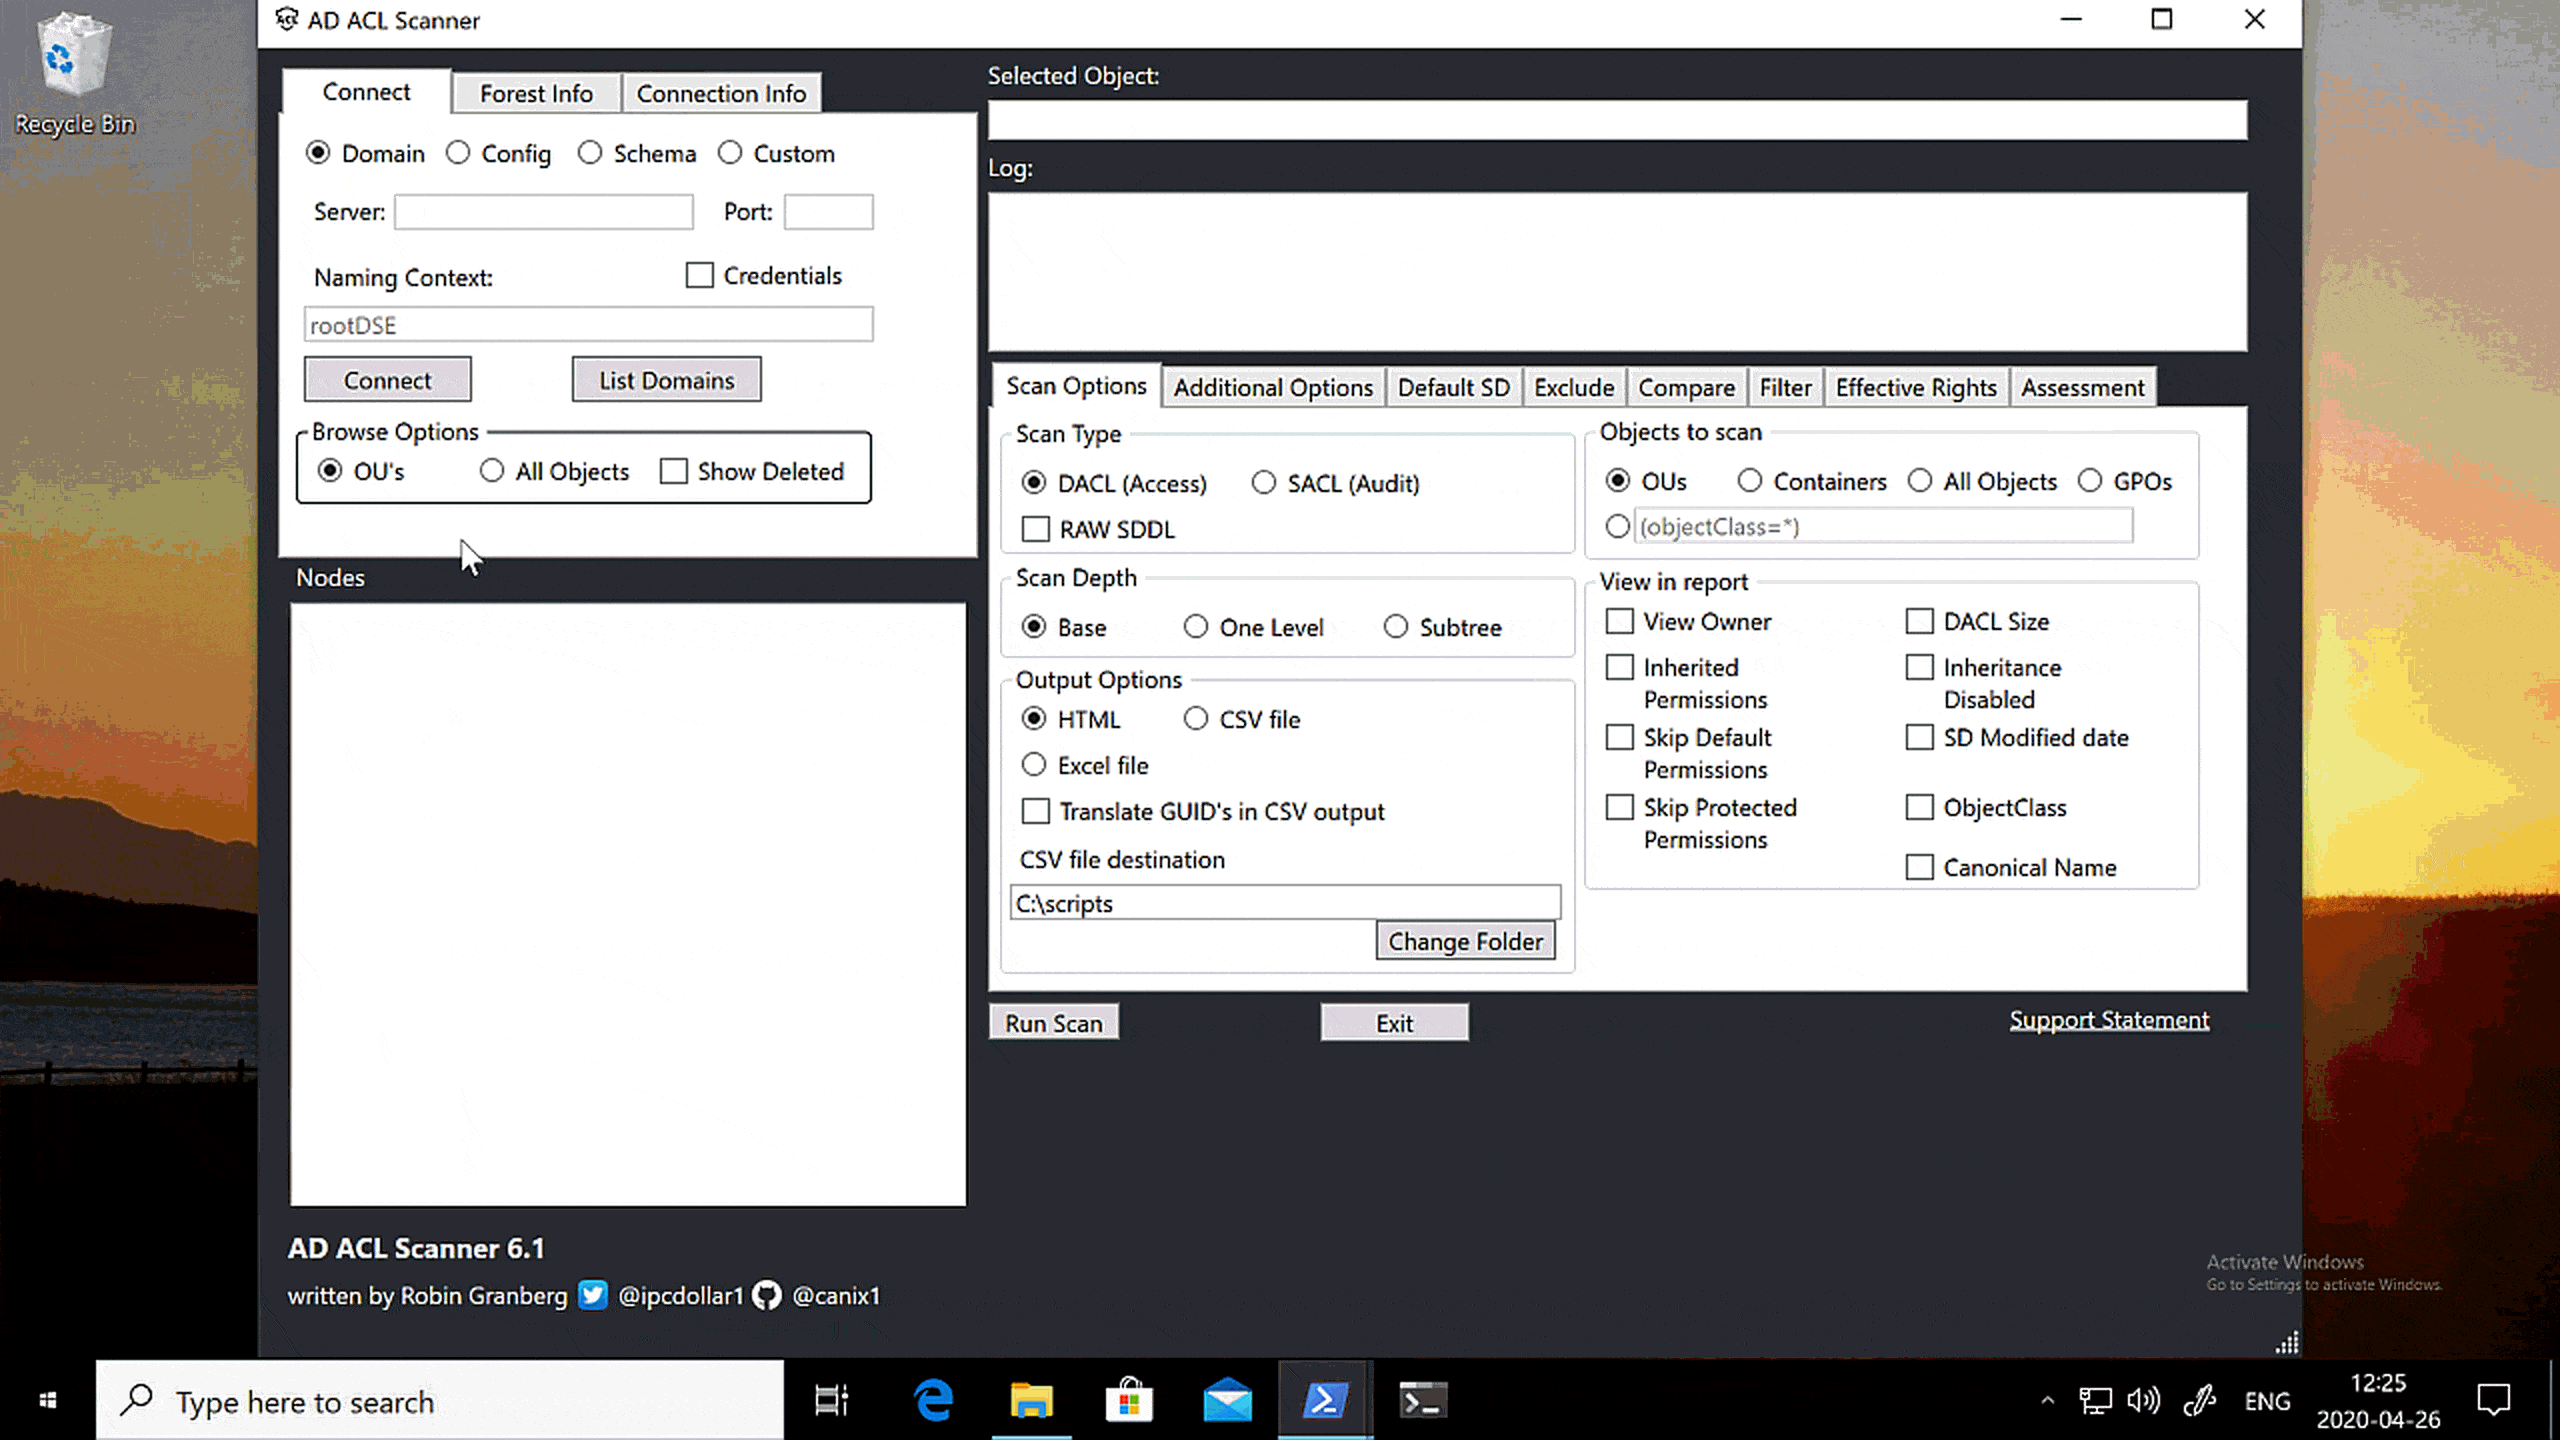 AD ACL Scanner
Recycle Bin
Connect
Forest Info
Connection Info
Domain
Config
Schema
Custom
Server:
Port:
Naming Context:
Credentials
rootDSE
Connect
List Domains
Browse Options
OU's
All Objects
Show Deleted
Nodes
Selected Object:
Log:
Scan Options
Additional Options
Default SD
Exclude
Compare
Filter
Effective Rights
Assessment
Scan Type
DACL (Access)
SACL (Audit)
RAW SDDL
Scan Depth
Base
One Level
Subtree
Output Options
HTML
CSV file
Excel file
Translate GUID's in CSV output
CSV file destination
C:\scripts
Change Folder
Objects to scan
OUs
Containers
All Objects
GPOs
(objectClass=*)
View in report
View Owner
DACL Size
Inherited
Permissions
Inheritance
Disabled
Skip Default
Permissions
SD Modified date
Skip Protected
Permissions
ObjectClass
Canonical Name
Run Scan
Exit
Support Statement
AD ACL Scanner 6.1
written by Robin Granberg @ipcdollar1 @canix1
Activate Windows
Go to Settings to activate Windows.
Type here to search
ENG
12:25
2020-04-26